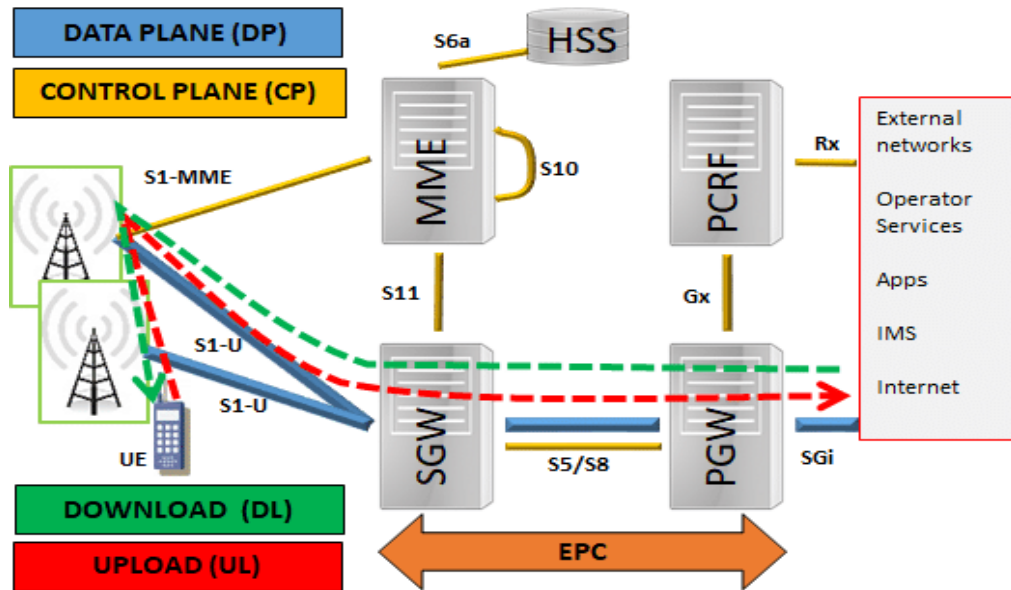 DATA PLANE (DP)
CONTROL PLANE (CP)
S6a
HSS
MME
S10
PCRF
Rx
External
networks
Operator
Services
Apps
IMS
Internet
S1-MME
S11
Gx
S1-U
S1-U
UE
SGW
S5/S8
PGW
SGi
DOWNLOAD (DL)
UPLOAD (UL)
EPC